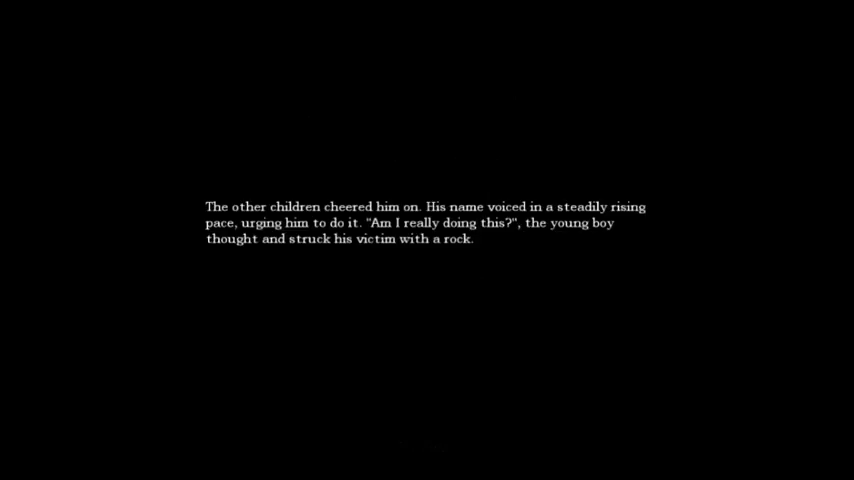 The other children cheered him on. His name voiced in a steadily rising
pace, urging him to do it. "Am I really doing this?", the young boy
thought and struck his victim with a rock.